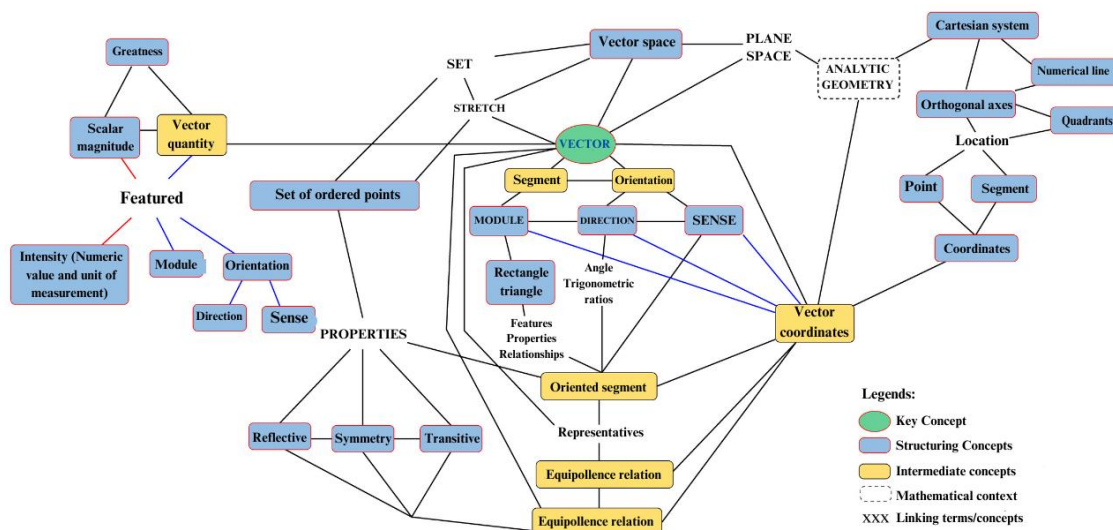 Greatness
Scalar
magnitude
Vector
quantity
Featured
Intensity (Numeric
value and unit of
measurement)
Module
Orientation
Direction
Sense
SET
STRETCH
Vector space
PLANE
SPACE
ANALYTIC
GEOMETRY
Cartesian system
Numerical line
Orthogonal axes
Quadrants
Location
Point
Segment
Coordinates
VECTOR
Segment
Orientation
Set of ordered points
MODULE
DIRECTION
SENSE
Rectangle
triangle
Angle
Trigonometric
ratios
Features
Properties
Relationships
Vector
coordinates
PROPERTIES
Oriented segment
Reflective
Symmetry
Transitive
Representatives
Equipollence relation
Equipollence relation
Legends:
Key Concept
Structuring Concepts
Intermediate concepts
Mathematical context
XXX Linking terms/concepts